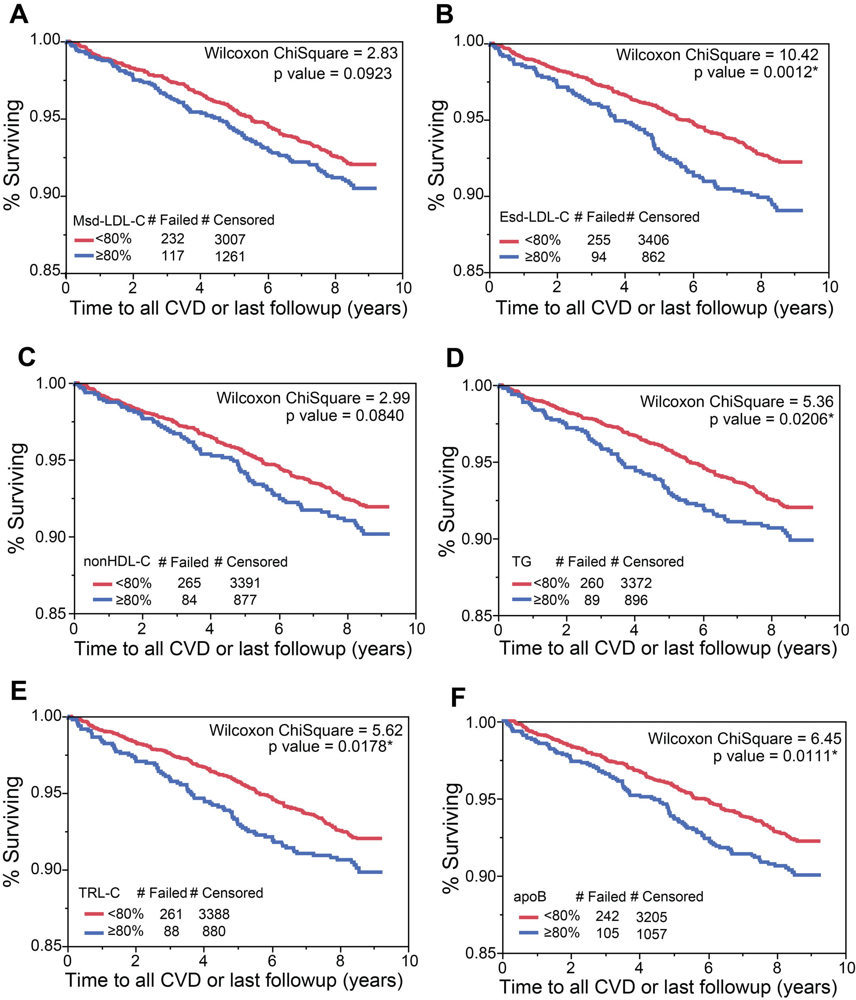 A
1.00
Wilcoxon ChiSquare = 2.83
p value = 0.0923
0.95
% Surviving
0.90
Msd-LDL-C # Failed # Censored
<80% 232 3007
≥80% 117 1261
0.85
0 2 4 6 8 10
Time to all CVD or last followup (years)
B
1.00
Wilcoxon ChiSquare = 10.42
p value = 0.0012*
0.95
% Surviving
0.90
Esd-LDL-C # Failed # Censored
<80% 255 3406
≥80% 94 862
0.85
0 2 4 6 8 10
Time to all CVD or last followup (years)
C
1.00
Wilcoxon ChiSquare = 2.99
p value = 0.0840
0.95
% Surviving
0.90
nonHDL-C # Failed # Censored
<80% 265 3391
≥80% 84 877
0.85
0 2 4 6 8 10
Time to all CVD or last followup (years)
D
1.00
Wilcoxon ChiSquare = 5.36
p value = 0.0206*
0.95
% Surviving
0.90
TG # Failed # Censored
<80% 260 3372
≥80% 89 896
0.85
0 2 4 6 8 10
Time to all CVD or last followup (years)
E
1.00
Wilcoxon ChiSquare = 5.62
p value = 0.0178*
0.95
% Surviving
0.90
TRL-C # Failed # Censored
<80% 261 3388
≥80% 88 880
0.85
0 2 4 6 8 10
Time to all CVD or last followup (years)
F
1.00
Wilcoxon ChiSquare = 6.45
p value = 0.0111*
0.95
% Surviving
0.90
apoB # Failed # Censored
<80% 242 3205
≥80% 105 1057
0.85
0 2 4 6 8 10
Time to all CVD or last followup (years)